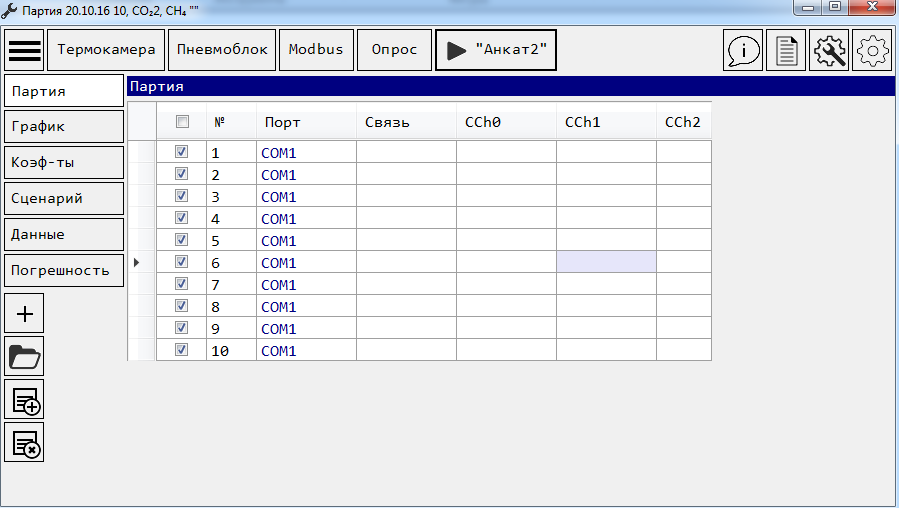 Партия 20.10.16 10, CO₂2, CH₄ ""
Термокамера Пневмоблок Modbus Опрос "Анкат2"
Партия
График
Коэф-ты
Сценарий
Данные
Погрешность
Партия
№ Порт Связь CCh0 CCh1 CCh2
1 COM1
2 COM1
3 COM1
4 COM1
5 COM1
6 COM1
7 COM1
8 COM1
9 COM1
10 COM1